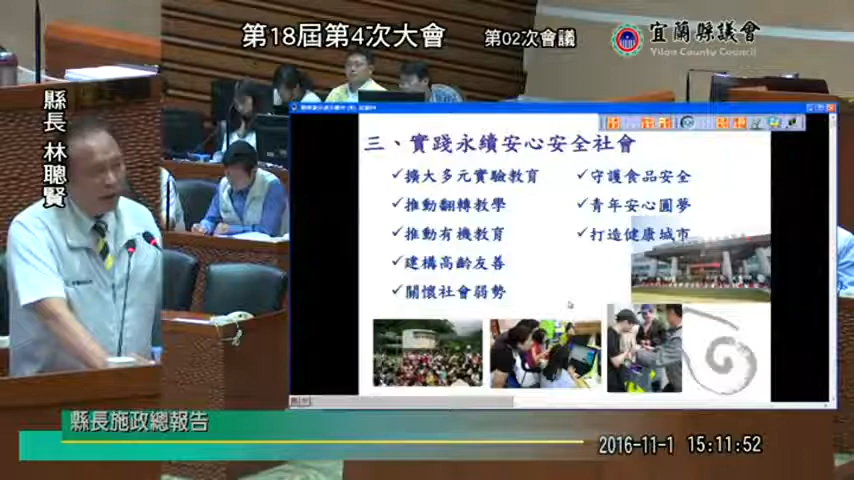 第18屆第4次大會
第02次會議
宜蘭縣議會
Yilan County Council
縣長 林聰賢
三、實踐永續安心安全社會
✓擴大多元實驗教育
✓推動翻轉教學
✓推動有機教育
✓建構高齡友善
✓關懷社會弱勢
✓守護食品安全
✓青年安心圓夢
✓打造健康城市
縣長施政總報告
2016-11-1 15:11:52